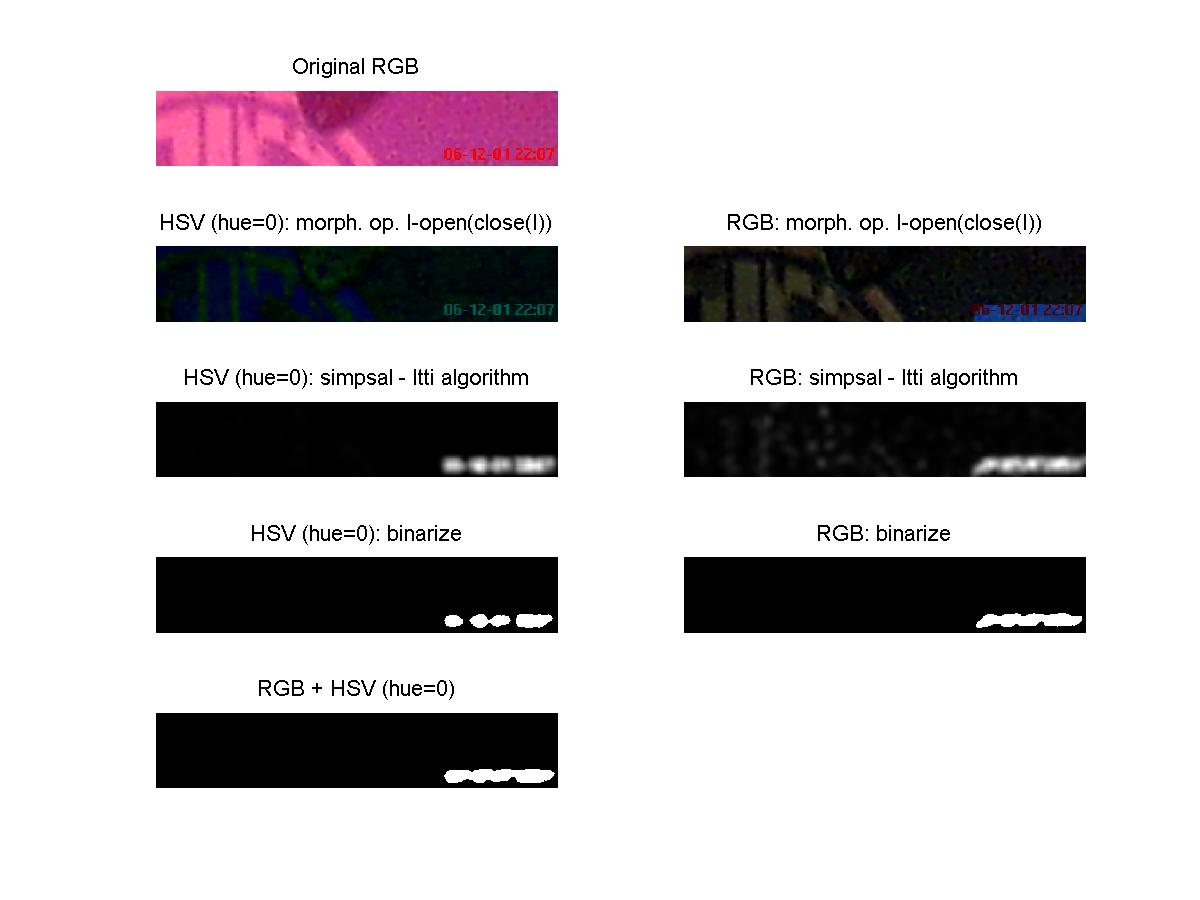 Original RGB
06-12-01 22:07
HSV (hue=0): morph. op. I-open(close(I))
RGB: morph. op. I-open(close(I))
06-12-01 22:07
06-12-01 22:07
HSV (hue=0): simpsal - Itti algorithm
RGB: simpsal - Itti algorithm
HSV (hue=0): binarize
RGB: binarize
RGB + HSV (hue=0)